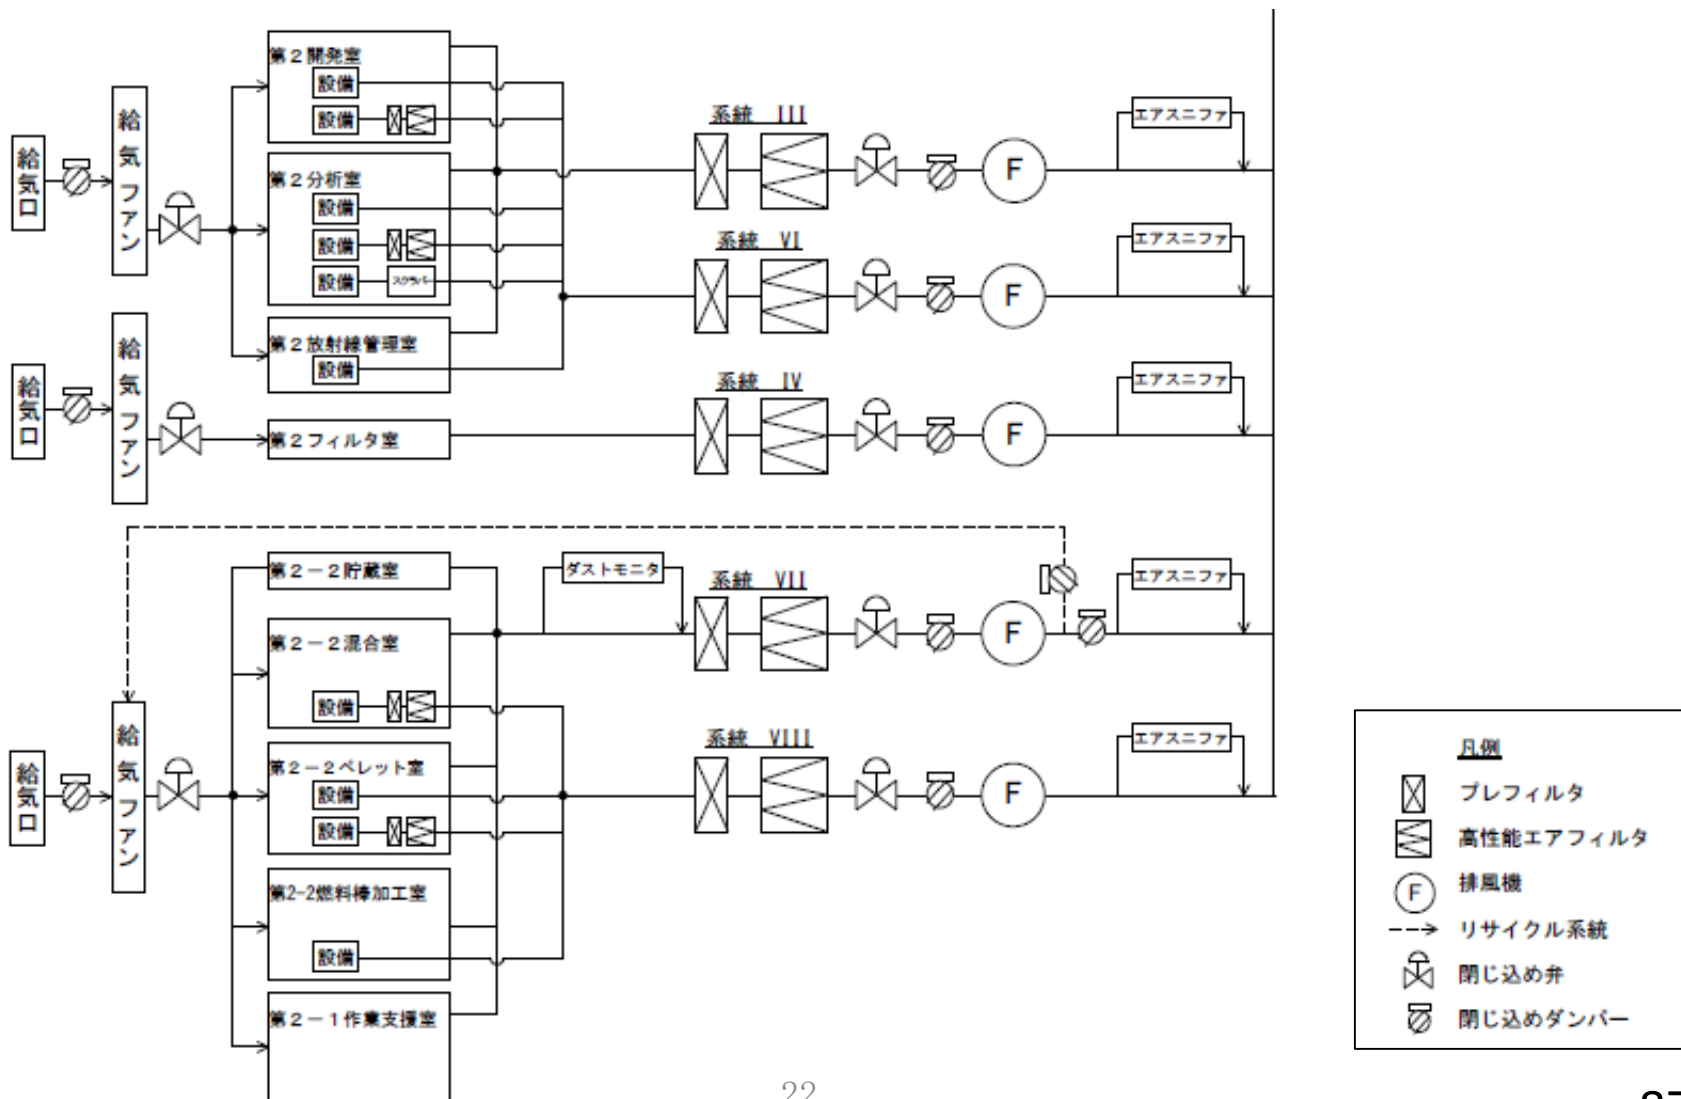 給気口
給気ファン
第２開発室
設備
設備
第２分析室
設備
設備
設備
スクラバー
第２放射線管理室
設備
系統　III
エアスニファ
F
系統　VI
エアスニファ
F
給気口
給気ファン
第２フィルタ室
系統　IV
エアスニファ
F
給気口
給気ファン
第２－２貯蔵室
第２－２混合室
設備
第２－２ペレット室
設備
設備
第2-2燃料棒加工室
設備
第２－１作業支援室
ダストモニタ
系統　VII
エアスニファ
F
系統　VIII
エアスニファ
F
凡例
プレフィルタ
高性能エアフィルタ
F
排風機
リサイクル系統
閉じ込め弁
閉じ込めダンパー
22